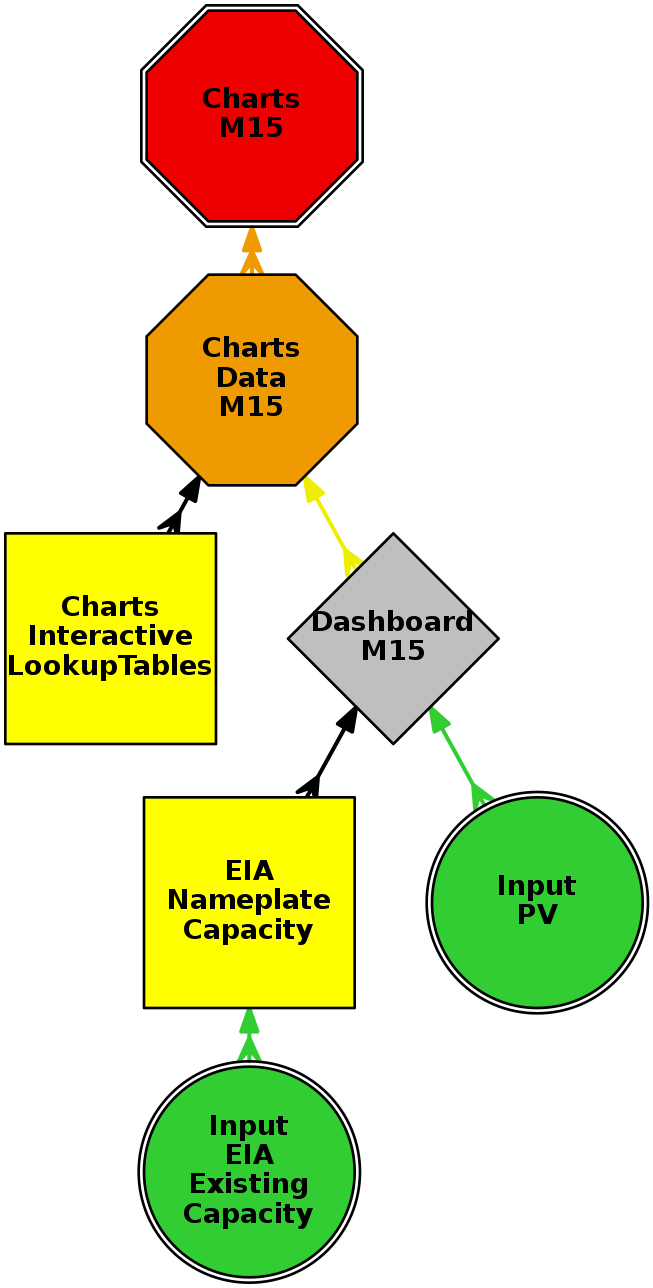 Charts
M15
Charts
Data
M15
Charts
Interactive
LookupTables
Dashboard
M15
EIA
Nameplate
Capacity
Input
PV
Input
EIA
Existing
Capacity